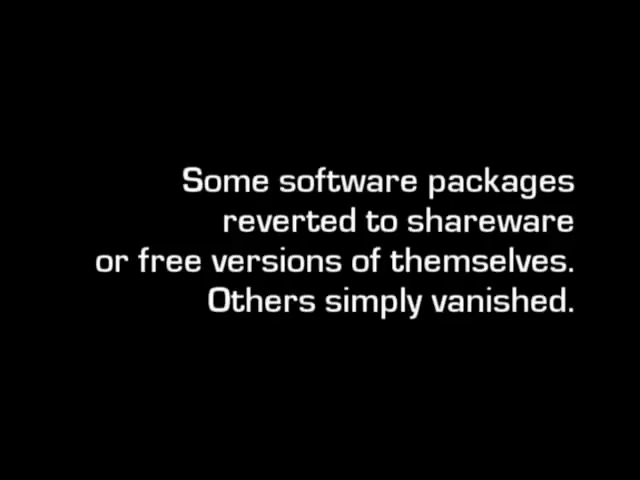 Some software packages
reverted to shareware
or free versions of themselves.
Others simply vanished.